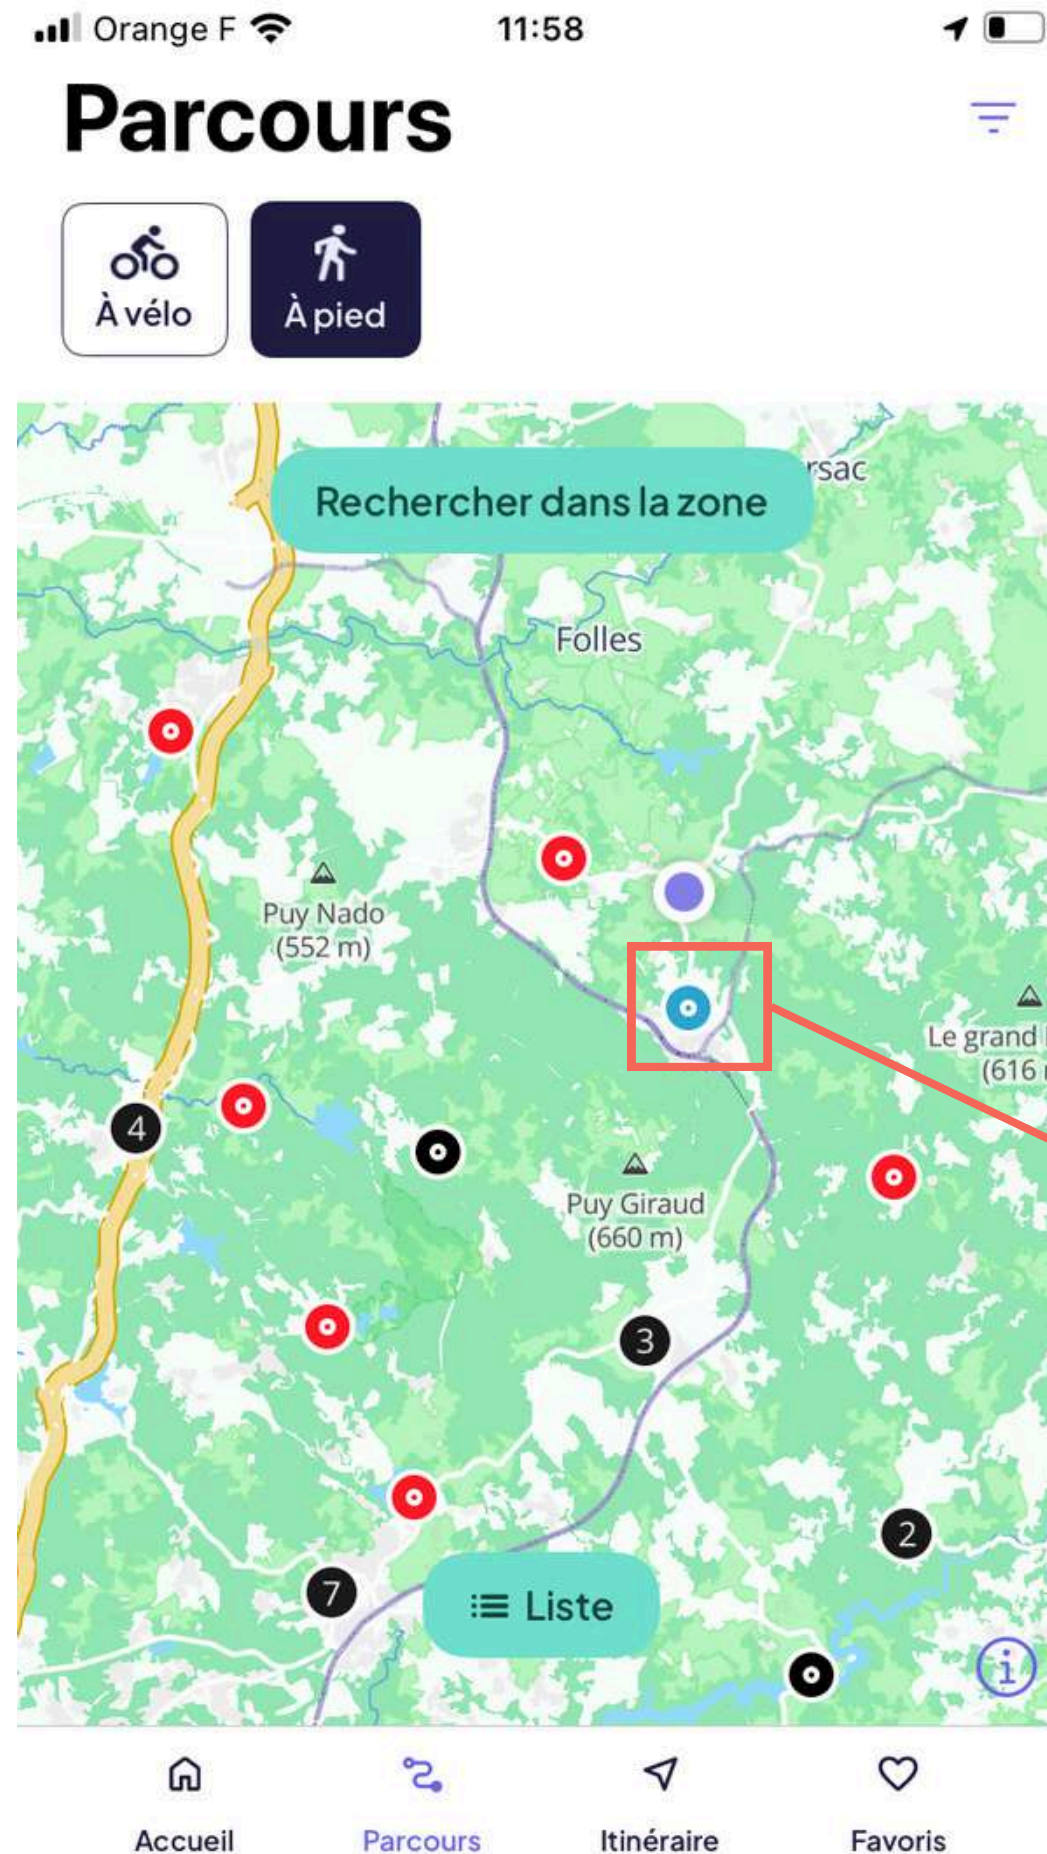 Orange F
11:58
Parcours
À vélo
À pied
Rechercher dans la zone
rsac
Folles
Puy Nado
(552 m)
Le grand
(616
4
Puy Giraud
(660 m)
3
2
7
Liste
i
Accueil
Parcours
Itinéraire
Favoris